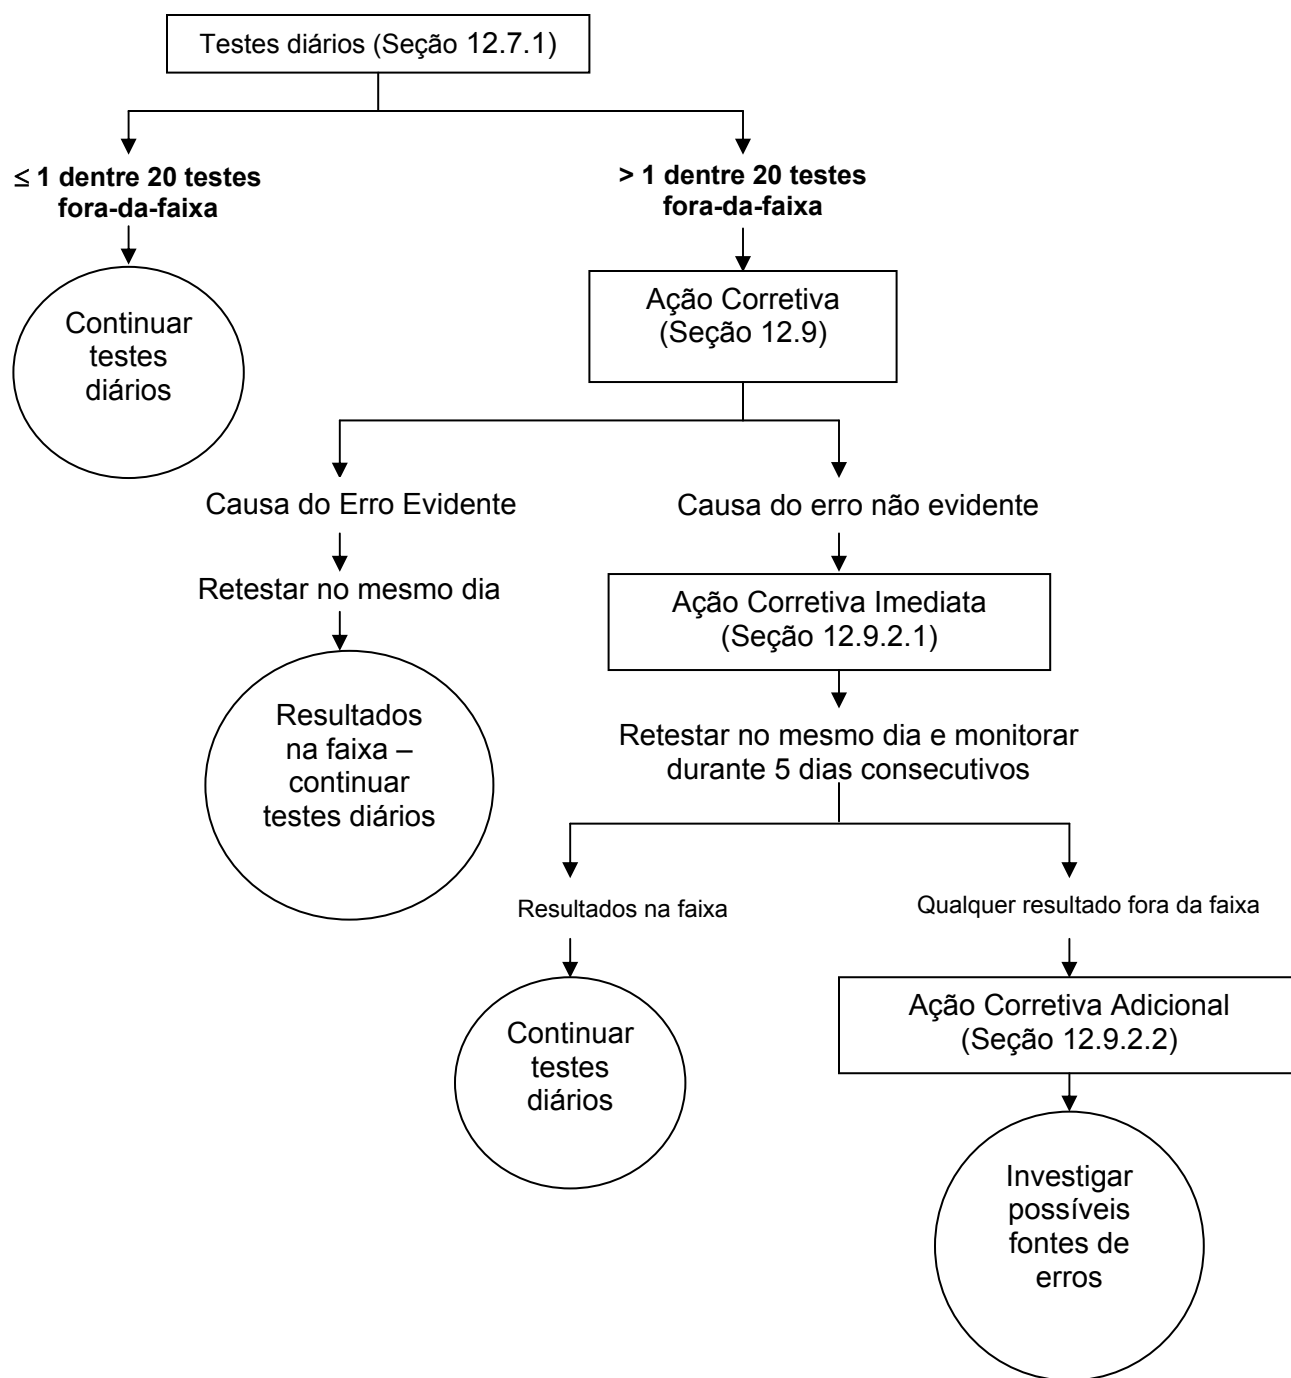 Testes diários (Seção 12.7.1)
≤ 1 dentre 20 testes
fora-da-faixa
> 1 dentre 20 testes
fora-da-faixa
Continuar
testes
diários
Ação Corretiva
(Seção 12.9)
Causa do Erro Evidente
Causa do erro não evidente
Retestar no mesmo dia
Ação Corretiva Imediata
(Seção 12.9.2.1)
Resultados
na faixa –
continuar
testes diários
Retestar no mesmo dia e monitorar
durante 5 dias consecutivos
Resultados na faixa
Qualquer resultado fora da faixa
Continuar
testes
diários
Ação Corretiva Adicional
(Seção 12.9.2.2)
Investigar
possíveis
fontes de
erros